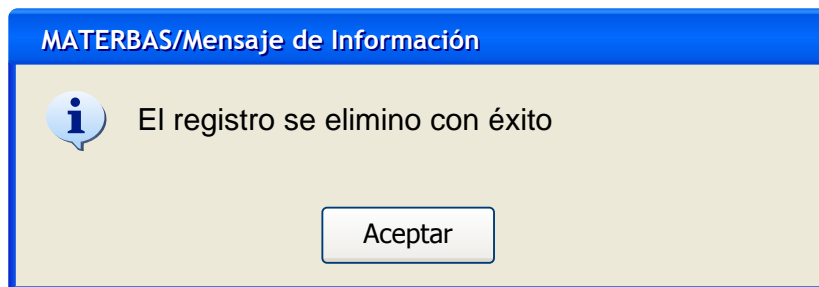 MATERBAS/Mensaje de Información
El registro se elimino con éxito
Aceptar